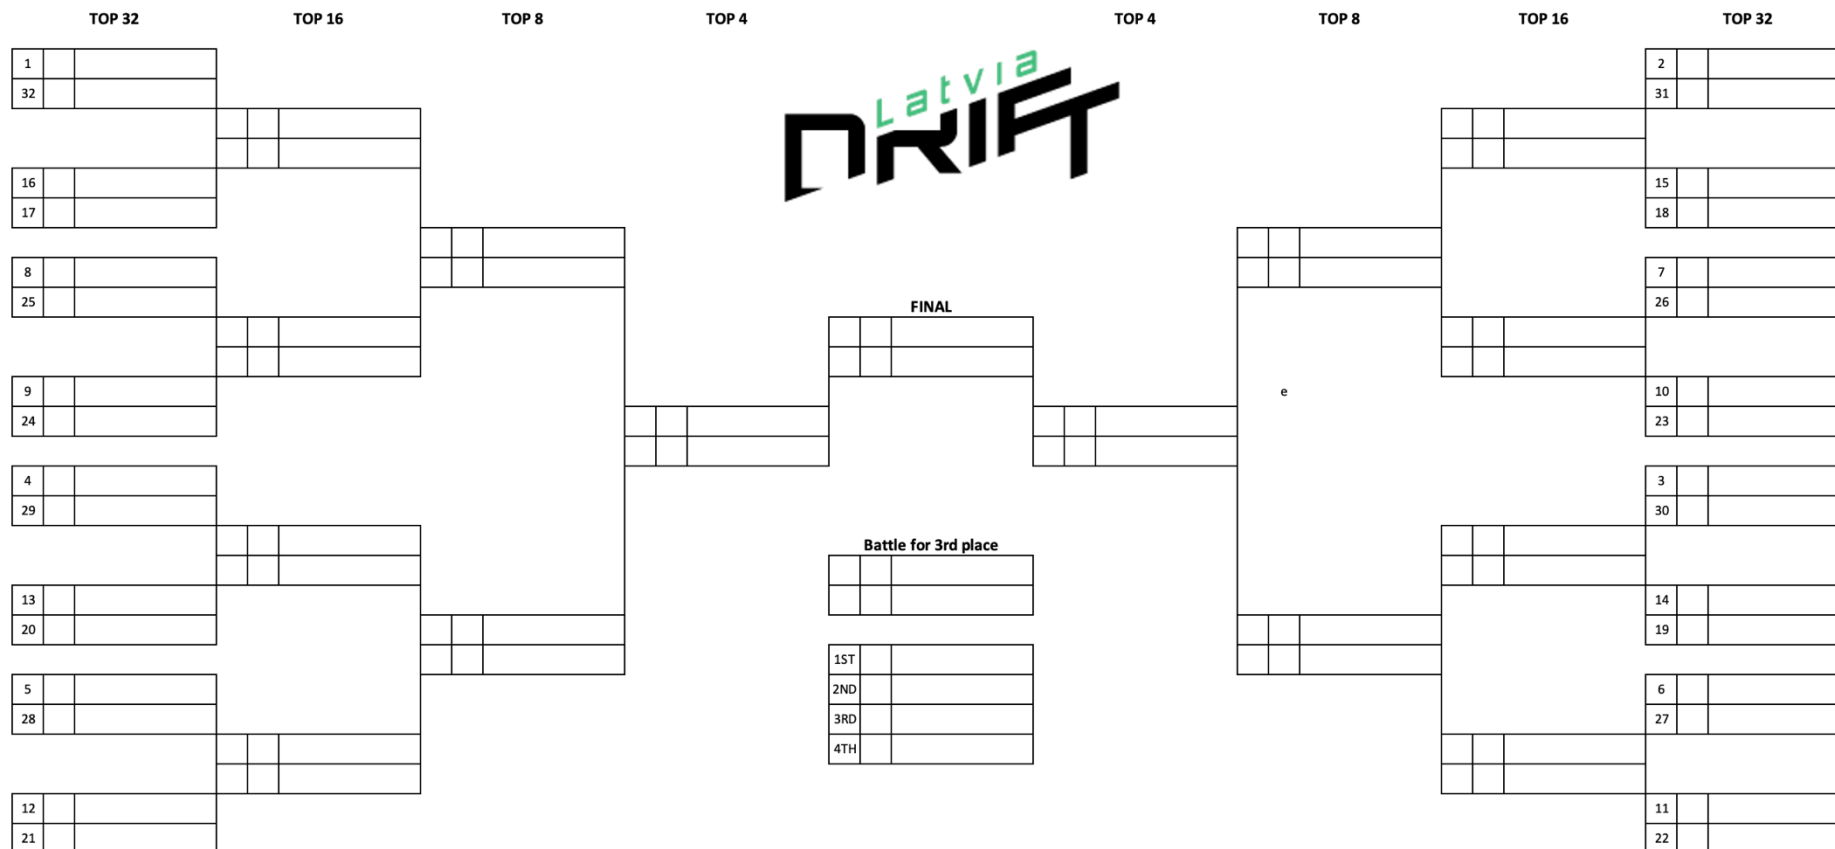 TOP 32 TOP 16 TOP 8 TOP 4 TOP 4 TOP 8 TOP 16 TOP 32
Latvia
DRIFT
1 2
32 31
16 15
17 18
8 7
25 26
FINAL
9 e 10
24 23
4 3
29 30
Battle for 3rd place
13 14
20 19
1ST
5 2ND 6
28 3RD 27
4TH
12 11
21 22